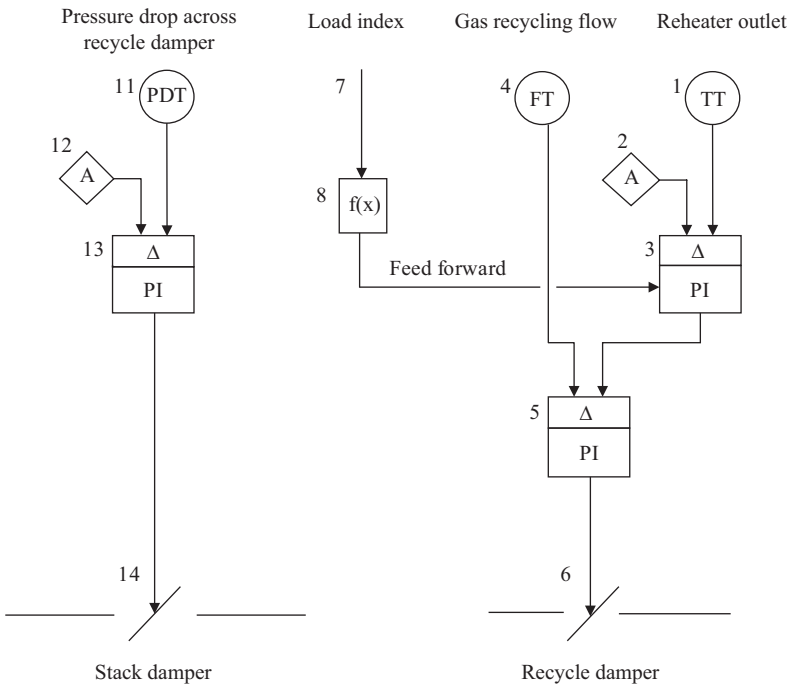 Pressure drop across
recycle damper
Load index
Gas recycling flow
Reheater outlet
11
PDT
7
4
FT
1
TT
12
A
2
A
8
f(x)
13
Δ
PI
3
Δ
PI
Feed forward
5
Δ
PI
14
6
Stack damper
Recycle damper